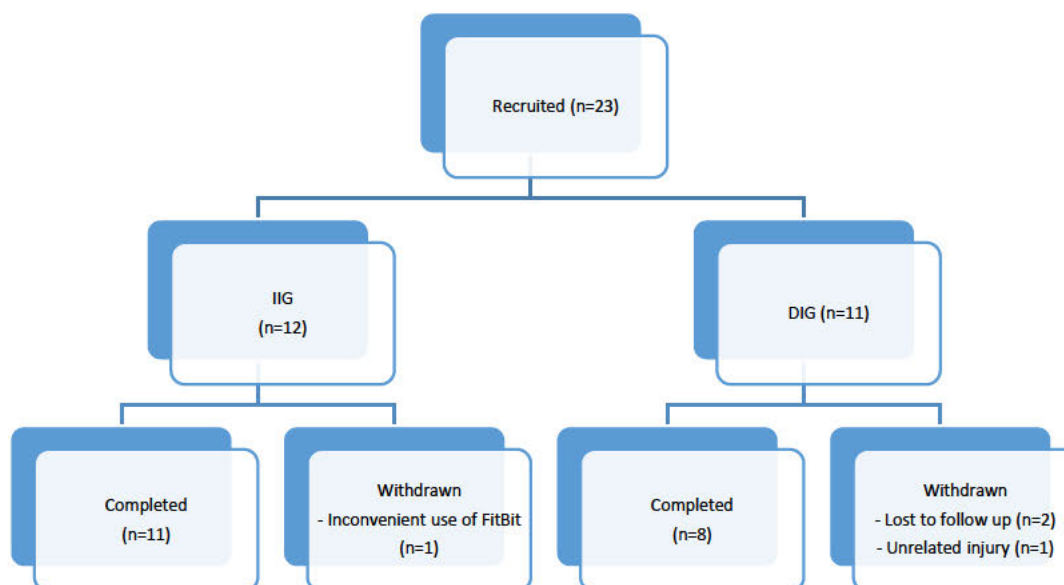 Recruited (n=23)
IIG
(n=12)
DIG (n=11)
Completed
(n=11)
Withdrawn
- Inconvenient use of FitBit
(n=1)
Completed
(n=8)
Withdrawn
- Lost to follow up (n=2)
- Unrelated injury (n=1)